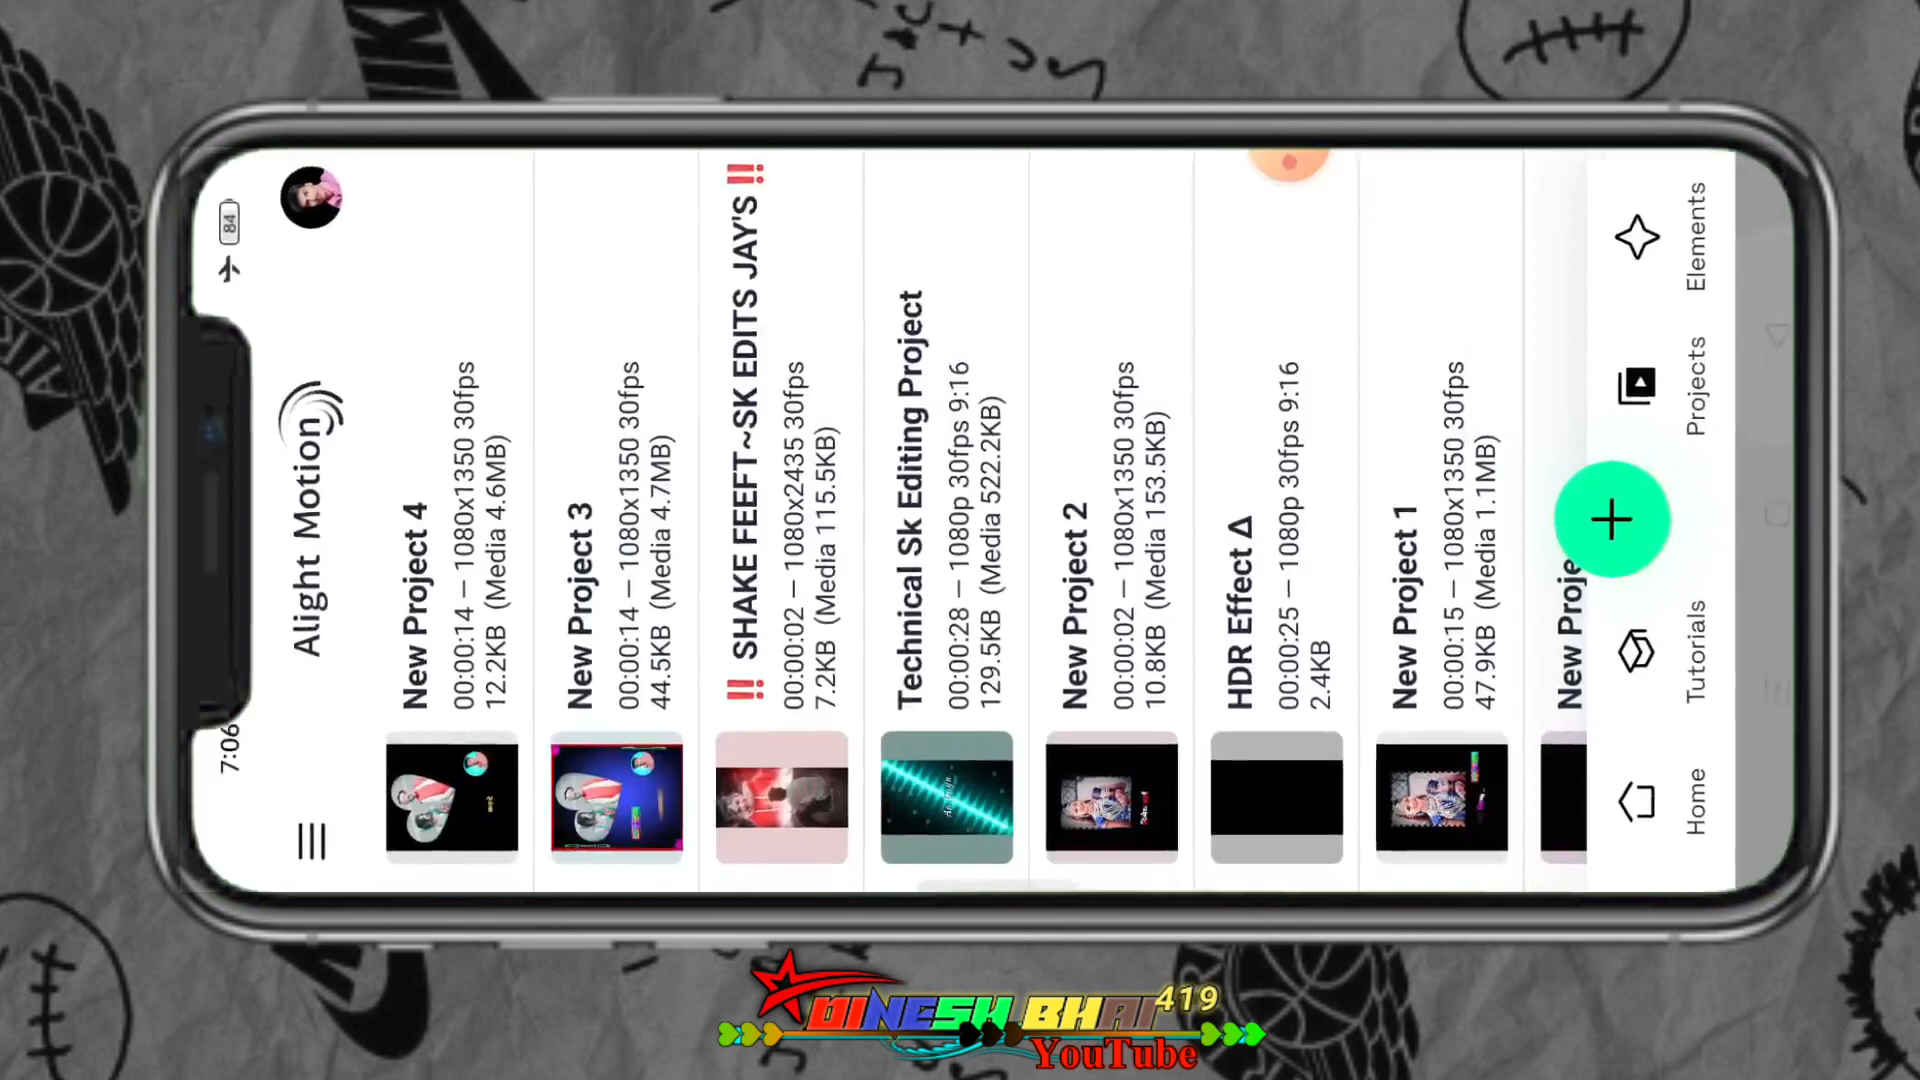 7:06
84
Alight Motion
New Project 4
00:00:14 – 1080x1350 30fps
12.2KB (Media 4.6MB)
New Project 3
00:00:14 – 1080x1350 30fps
44.5KB (Media 4.7MB)
‼ SHAKE FEEFT~SK EDITS JAY'S ‼
00:00:02 – 1080x2435 30fps
7.2KB (Media 115.5KB)
Technical Sk Editing Project
00:00:28 – 1080p 30fps 9:16
129.5KB (Media 522.2KB)
New Project 2
00:00:02 – 1080x1350 30fps
10.8KB (Media 153.5KB)
HDR Effect Δ
00:00:25 – 1080p 30fps 9:16
2.4KB
New Project 1
00:00:15 – 1080x1350 30fps
47.9KB (Media 1.1MB)
New Proje
Home
Tutorials
Projects
Elements
DINESH BHAI 419
YouTube